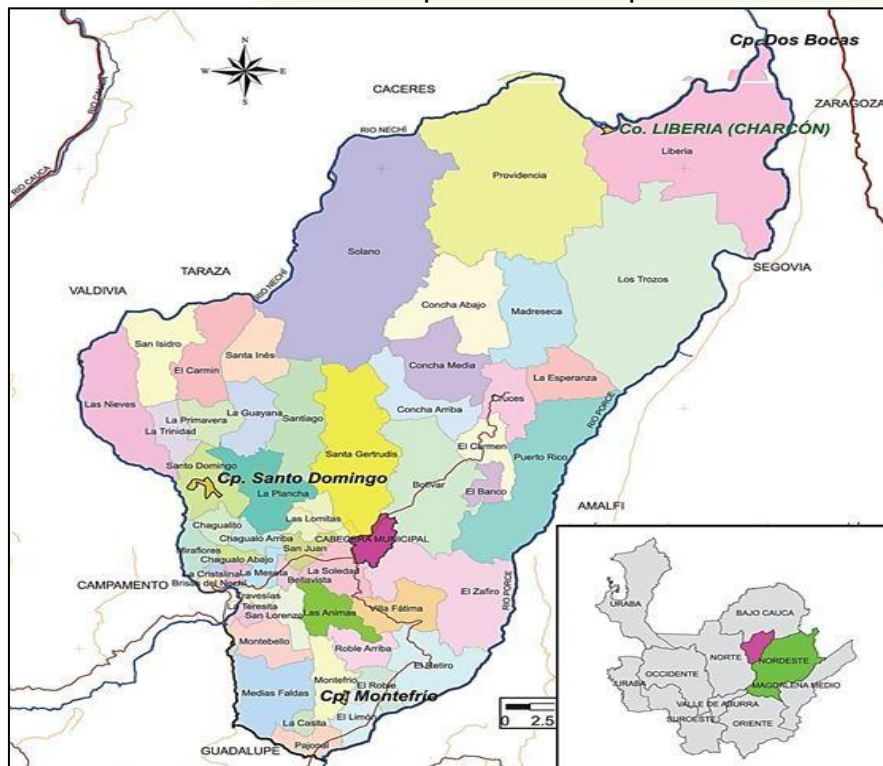 N
W E
S
Cp. Dos Bocas
RIO CAUCA
CACERES
ZARAGOZA
RIO NECHÍ
Co. LIBERIA (CHARCÓN)
Liberia
RIO CAUCA
Providencia
Solano
TARAZA
SEGOVIA
RIO NECHÍ
Los Trozos
VALDIVIA
Concha Abajo
Madreseca
San Isidro
Santa Inés
Concha Media
El Carmin
La Esperanza
Las Nieves
Cruces
La Primavera
La Guayana
Santiago
Concha Arriba
RIO PORCE
La Trinidad
El Carmen
Santa Gertrudis
Puerto Rico
Santo Domingo
Cp. Santo Domingo
Bolívar
El Banco
La Plancha
AMALFI
Las Lomitas
Chagualito
Chagualo Arriba
CABECERA MUNICIPAL
Miraflores
San Juan
Chagualo Abajo
La Cristalina
La Meseta
La Soledad
CAMPAMENTO
Brisas del Nechí
Bellavista
Travesías
El Zafiro
RIO PORCE
La Teresita
Las Animas
Villa Fátima
San Lorenzo
Montebello
Roble Arriba
El Retiro
Montefrío
El Roble
Medias Faldas
Cp. Montefrío
El Limón
La Casita
0 2.5
GUADALUPE
Pajonal
URABA
BAJO CAUCA
NORTE
NORDESTE
OCCIDENTE
URABA
MAGDALENA MEDIO
VALLE DE ABURRA
SUROESTE
ORIENTE